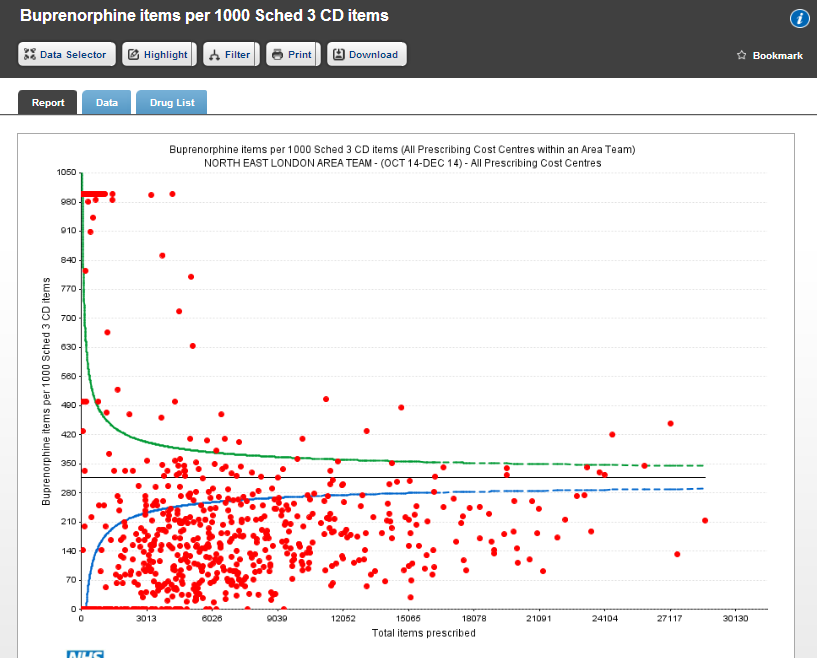 Buprenorphine items per 1000 Sched 3 CD items
i
Data Selector Highlight Filter Print Download
Bookmark
Report Data Drug List
Buprenorphine items per 1000 Sched 3 CD items (All Prescribing Cost Centres within an Area Team)
NORTH EAST LONDON AREA TEAM - (OCT 14-DEC 14) - All Prescribing Cost Centres
Buprenorphine items per 1000 Sched 3 CD items
1050
980
910
840
770
700
630
560
490
420
350
280
210
140
70
0
0 3013 6026 9039 12052 15065 18078 21091 24104 27117 30130
Total items prescribed
NHS